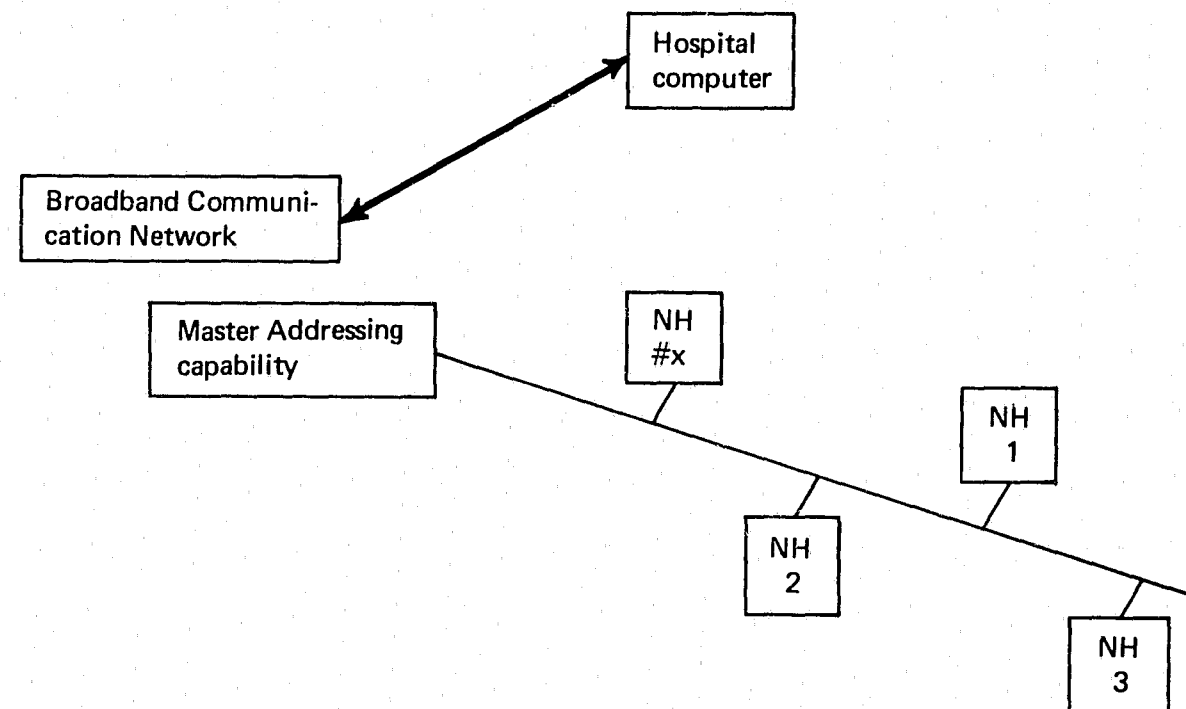 Hospital
computer
Broadband Communi-
cation Network
Master Addressing
capability
NH
#x
NH
1
NH
2
NH
3